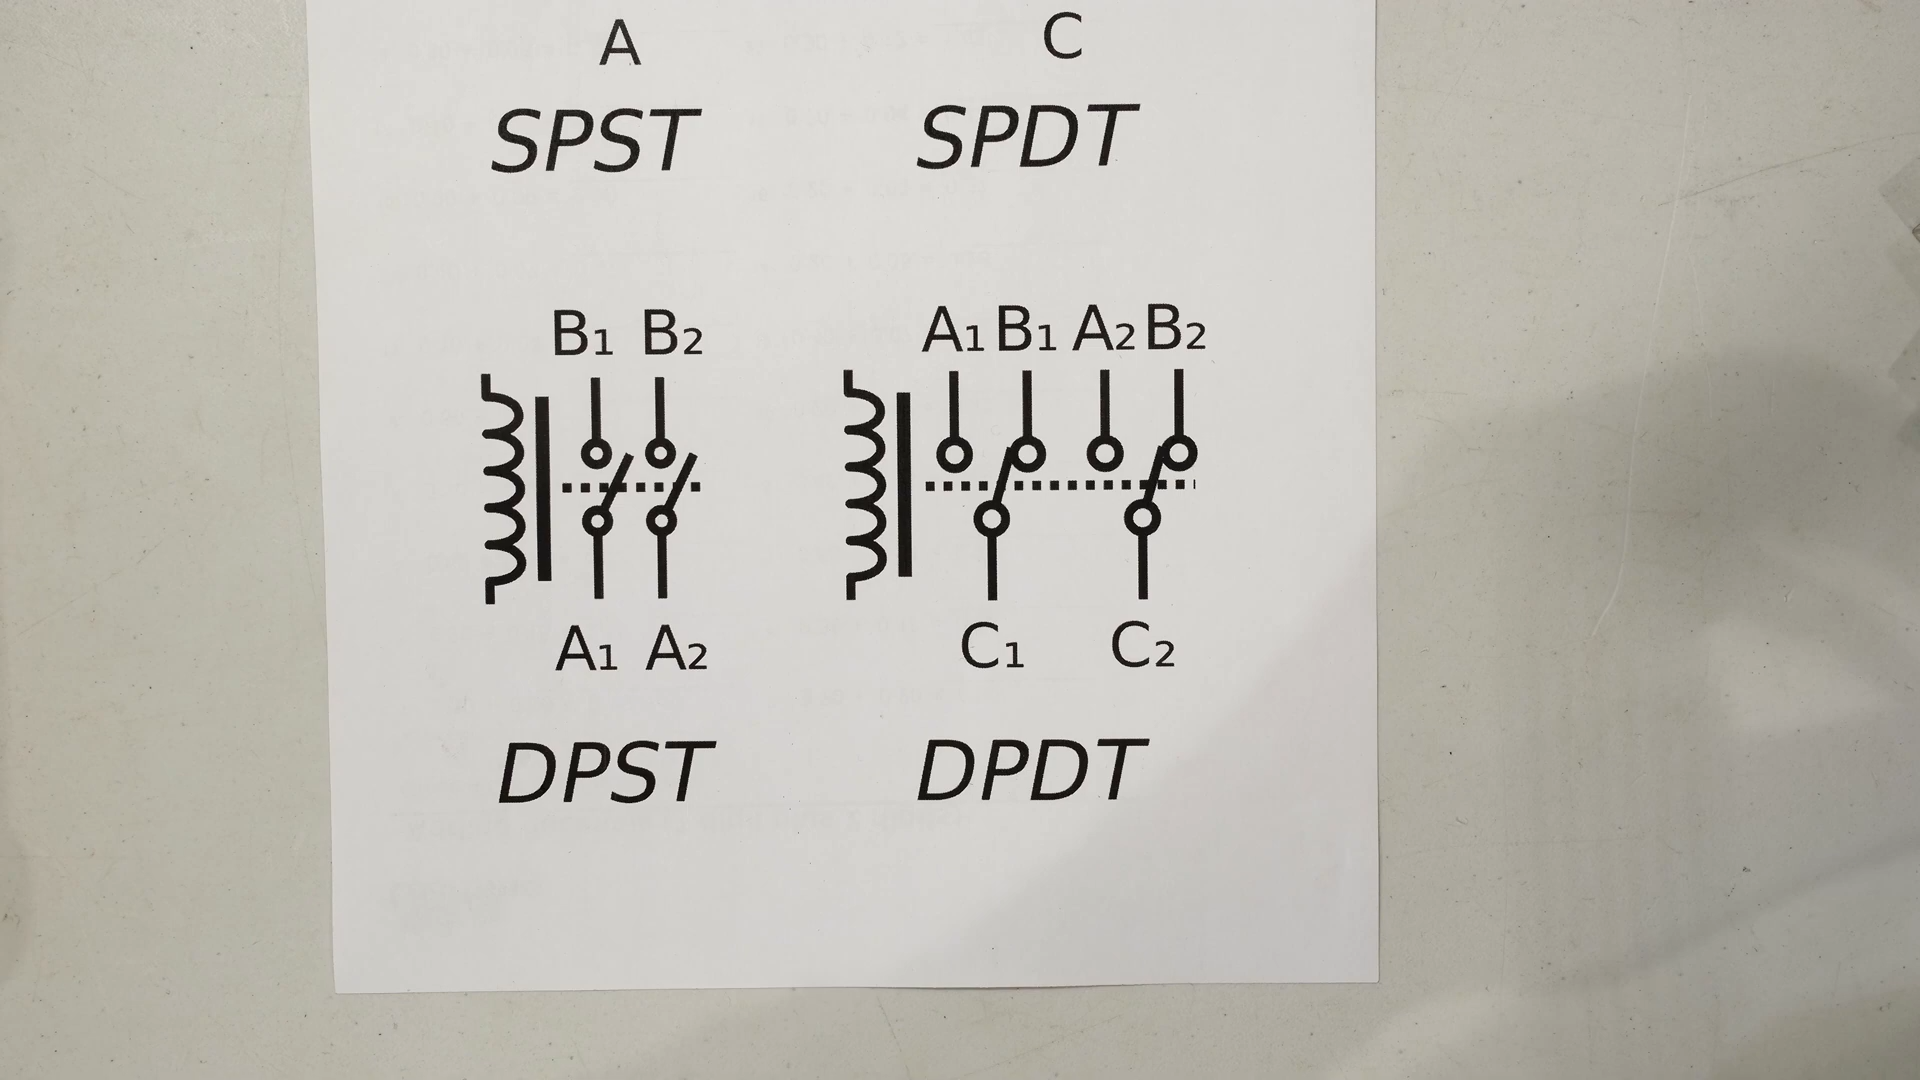 A C
SPST SPDT
B₁ B₂ A₁ B₁ A₂ B₂
A₁ A₂ C₁ C₂
DPST DPDT